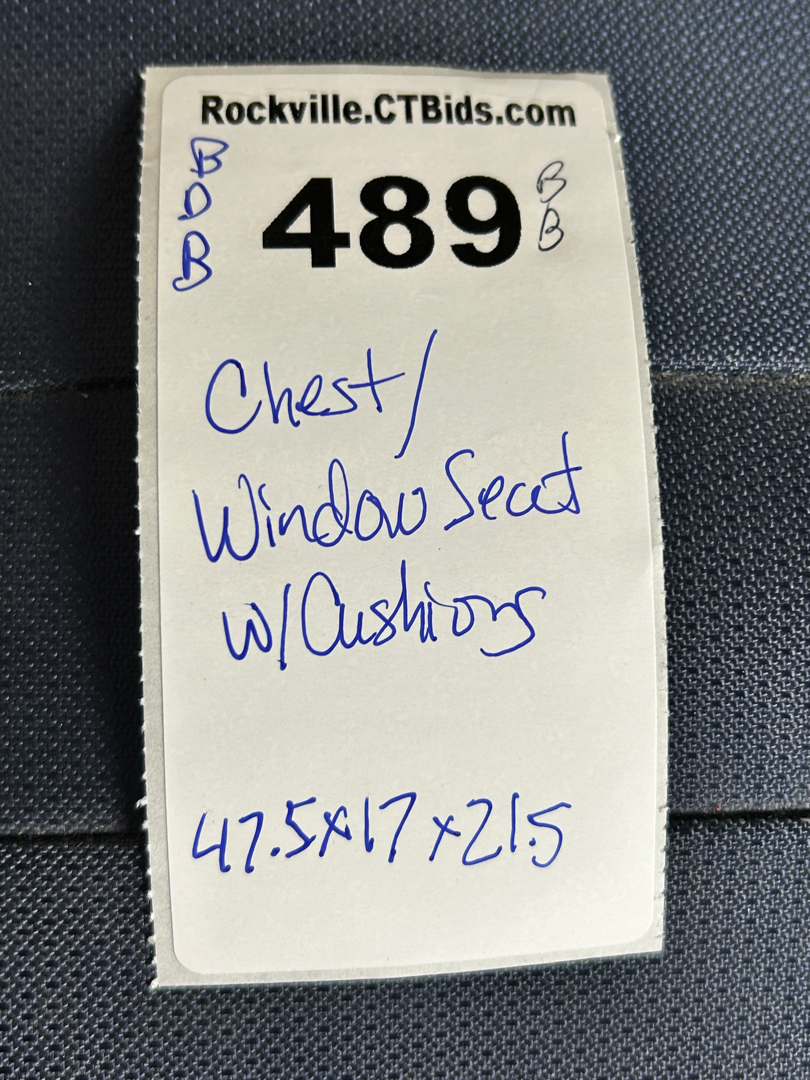 Rockville.CTBids.com
B
D
B
489
B
B
Chest/
Window Seat
w/Cushions
47.5x17x21.5